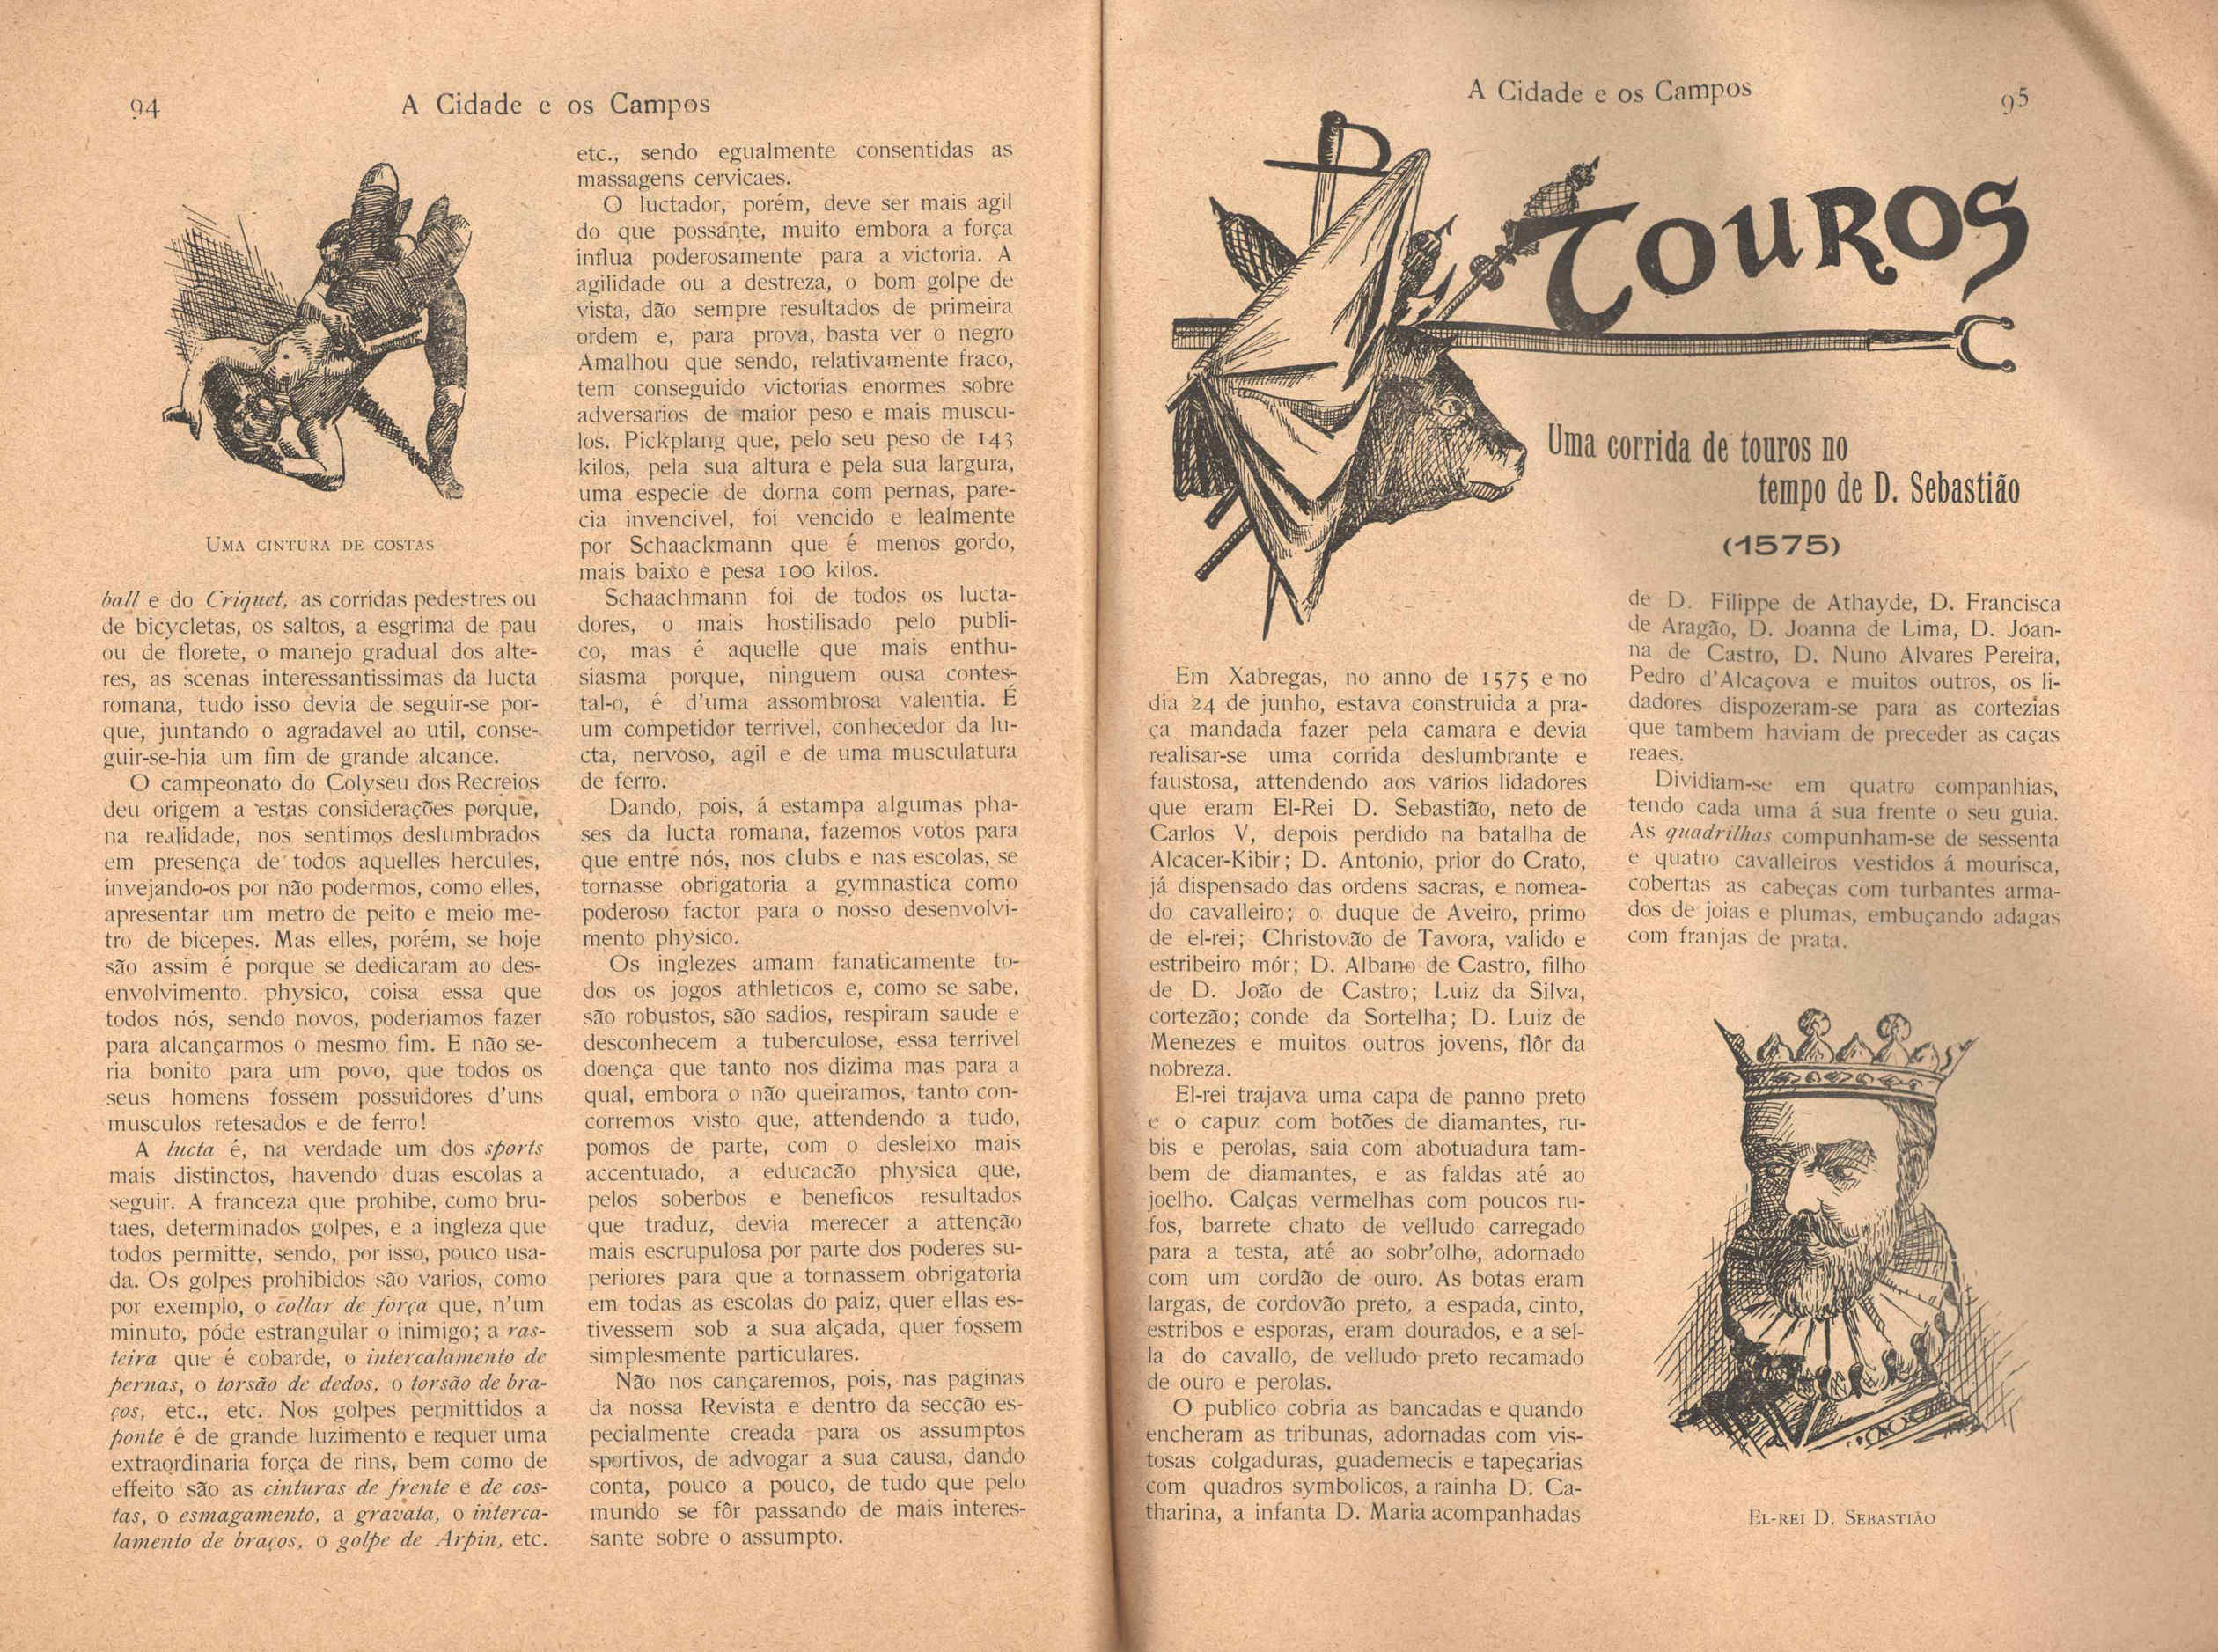 94
A Cidade e os Campos
UMA CINTURA DE COSTAS
ball e do Criquet, as corridas pedestres ou
de bicycletas, os saltos, a esgrima de pau
ou de florete, o manejo gradual dos alte-
res, as scenas interessantissimas da lucta
romana, tudo isso devia de seguir-se por-
que, juntando o agradavel ao util, conse-
guir-se-hia um fim de grande alcance.
O campeonato do Colyseu dos Recreios
deu origem a estas considerações porque,
na realidade, nos sentimos deslumbrados
em presença de todos aquelles hercules,
invejando-os por não podermos, como elles,
apresentar um metro de peito e meio me-
tro de bicepes. Mas elles, porém, se hoje
são assim é porque se dedicaram ao des-
envolvimento. physico, coisa essa que
todos nós, sendo novos, poderiamos fazer
para alcançarmos o mesmo fim. E não se-
ria bonito para um povo, que todos os
seus homens fossem possuidores d'uns
musculos retesados e de ferro!
A lucta é, na verdade um dos sports
mais distinctos, havendo duas escolas a
seguir. A franceza que prohibe, como bru-
taes, determinados golpes, e a ingleza que
todos permitte, sendo, por isso, pouco usa-
da. Os golpes prohibidos são varios, como
por exemplo, o collar de força que, n'um
minuto, póde estrangular o inimigo; a ras-
teira que é cobarde, o intercalamento de
pernas, o torsão de dedos, o torsão de bra-
ços, etc., etc. Nos golpes permittidos a
ponte é de grande luzimento e requer uma
extraordinaria força de rins, bem como de
effeito são as cinturas de frente e de cos-
tas, o esmagamento, a gravata, o interca-
lamento de braços, o golpe de Arpin, etc.
etc., sendo egualmente consentidas as
massagens cervicaes.
O luctador, porém, deve ser mais agil
do que possante, muito embora a força
influa poderosamente para a victoria. A
agilidade ou a destreza, o bom golpe de
vista, dão sempre resultados de primeira
ordem e, para prova, basta ver o negro
Amalhou que sendo, relativamente fraco,
tem conseguido victorias enormes sobre
adversarios de maior peso e mais muscu-
los. Pickplang que, pelo seu peso de 143
kilos, pela sua altura e pela sua largura,
uma especie de dorna com pernas, pare-
cia invencivel, foi vencido e lealmente
por Schaackmann que é menos gordo,
mais baixo e pesa 100 kilos.
Schaachmann foi de todos os lucta-
dores, o mais hostilisado pelo publi-
co, mas é aquelle que mais enthu-
siasma porque, ninguem ousa contes-
tal-o, é d'uma assombrosa valentia. É
um competidor terrivel, conhecedor da lu-
cta, nervoso, agil e de uma musculatura
de ferro.
Dando, pois, á estampa algumas pha-
ses da lucta romana, fazemos votos para
que entre nós, nos clubs e nas escolas, se
tornasse obrigatoria a gymnastica como
poderoso factor para o nosso desenvolvi-
mento physico.
Os inglezes amam fanaticamente to-
dos os jogos athleticos e, como se sabe,
são robustos, são sadios, respiram saude e
desconhecem a tuberculose, essa terrivel
doença que tanto nos dizima mas para a
qual, embora o não queiramos, tanto con-
corremos visto que, attendendo a tudo,
pomos de parte, com o desleixo mais
accentuado, a educacão physica que,
pelos soberbos e beneficos resultados
que traduz, devia merecer a attenção
mais escrupulosa por parte dos poderes su-
periores para que a tornassem obrigatoria
em todas as escolas do paiz, quer ellas es-
tivessem sob a sua alçada, quer fossem
simplesmente particulares.
Não nos cançaremos, pois, nas paginas
da nossa Revista e dentro da secção es-
pecialmente creada para os assumptos
sportivos, de advogar a sua causa, dando
conta, pouco a pouco, de tudo que pelo
mundo se fôr passando de mais interes-
sante sobre o assumpto.
A Cidade e os Campos
95
TOUROS
Uma corrida de touros no
tempo de D. Sebastião
(1575)
Em Xabregas, no anno de 1575 e no
dia 24 de junho, estava construida a pra-
ça mandada fazer pela camara e devia
realisar-se uma corrida deslumbrante e
faustosa, attendendo aos varios lidadores
que eram El-Rei D. Sebastião, neto de
Carlos V, depois perdido na batalha de
Alcacer-Kibir; D. Antonio, prior do Crato,
já dispensado das ordens sacras, e nomea-
do cavalleiro; o duque de Aveiro, primo
de el-rei; Christovão de Tavora, valido e
estribeiro mór; D. Albano de Castro, filho
de D. João de Castro; Luiz da Silva,
cortezão; conde da Sortelha; D. Luiz de
Menezes e muitos outros jovens, flôr da
nobreza.
El-rei trajava uma capa de panno preto
e o capuz com botões de diamantes, ru-
bis e perolas, saia com abotuadura tam-
bem de diamantes, e as faldas até ao
joelho. Calças vermelhas com poucos ru-
fos, barrete chato de velludo carregado
para a testa, até ao sobr'olho, adornado
com um cordão de ouro. As botas eram
largas, de cordovão preto, a espada, cinto,
estribos e esporas, eram dourados, e a sel-
la do cavallo, de velludo preto recamado
de ouro e perolas.
O publico cobria as bancadas e quando
encheram as tribunas, adornadas com vis-
tosas colgaduras, guademecis e tapeçarias
com quadros symbolicos, a rainha D. Ca-
tharina, a infanta D. Maria acompanhadas
de D. Filippe de Athayde, D. Francisca
de Aragão, D. Joanna de Lima, D. Joan-
na de Castro, D. Nuno Alvares Pereira,
Pedro d'Alcaçova e muitos outros, os li-
dadores dispozeram-se para as cortezias
que tambem haviam de preceder as caças
reaes.
Dividiam-se em quatro companhias,
tendo cada uma á sua frente o seu guia.
As quadrilhas compunham-se de sessenta
e quatro cavalleiros vestidos á mourisca,
cobertas as cabeças com turbantes arma-
dos de joias e plumas, embuçando adagas
com franjas de prata.
EL-REI D. SEBASTIÃO